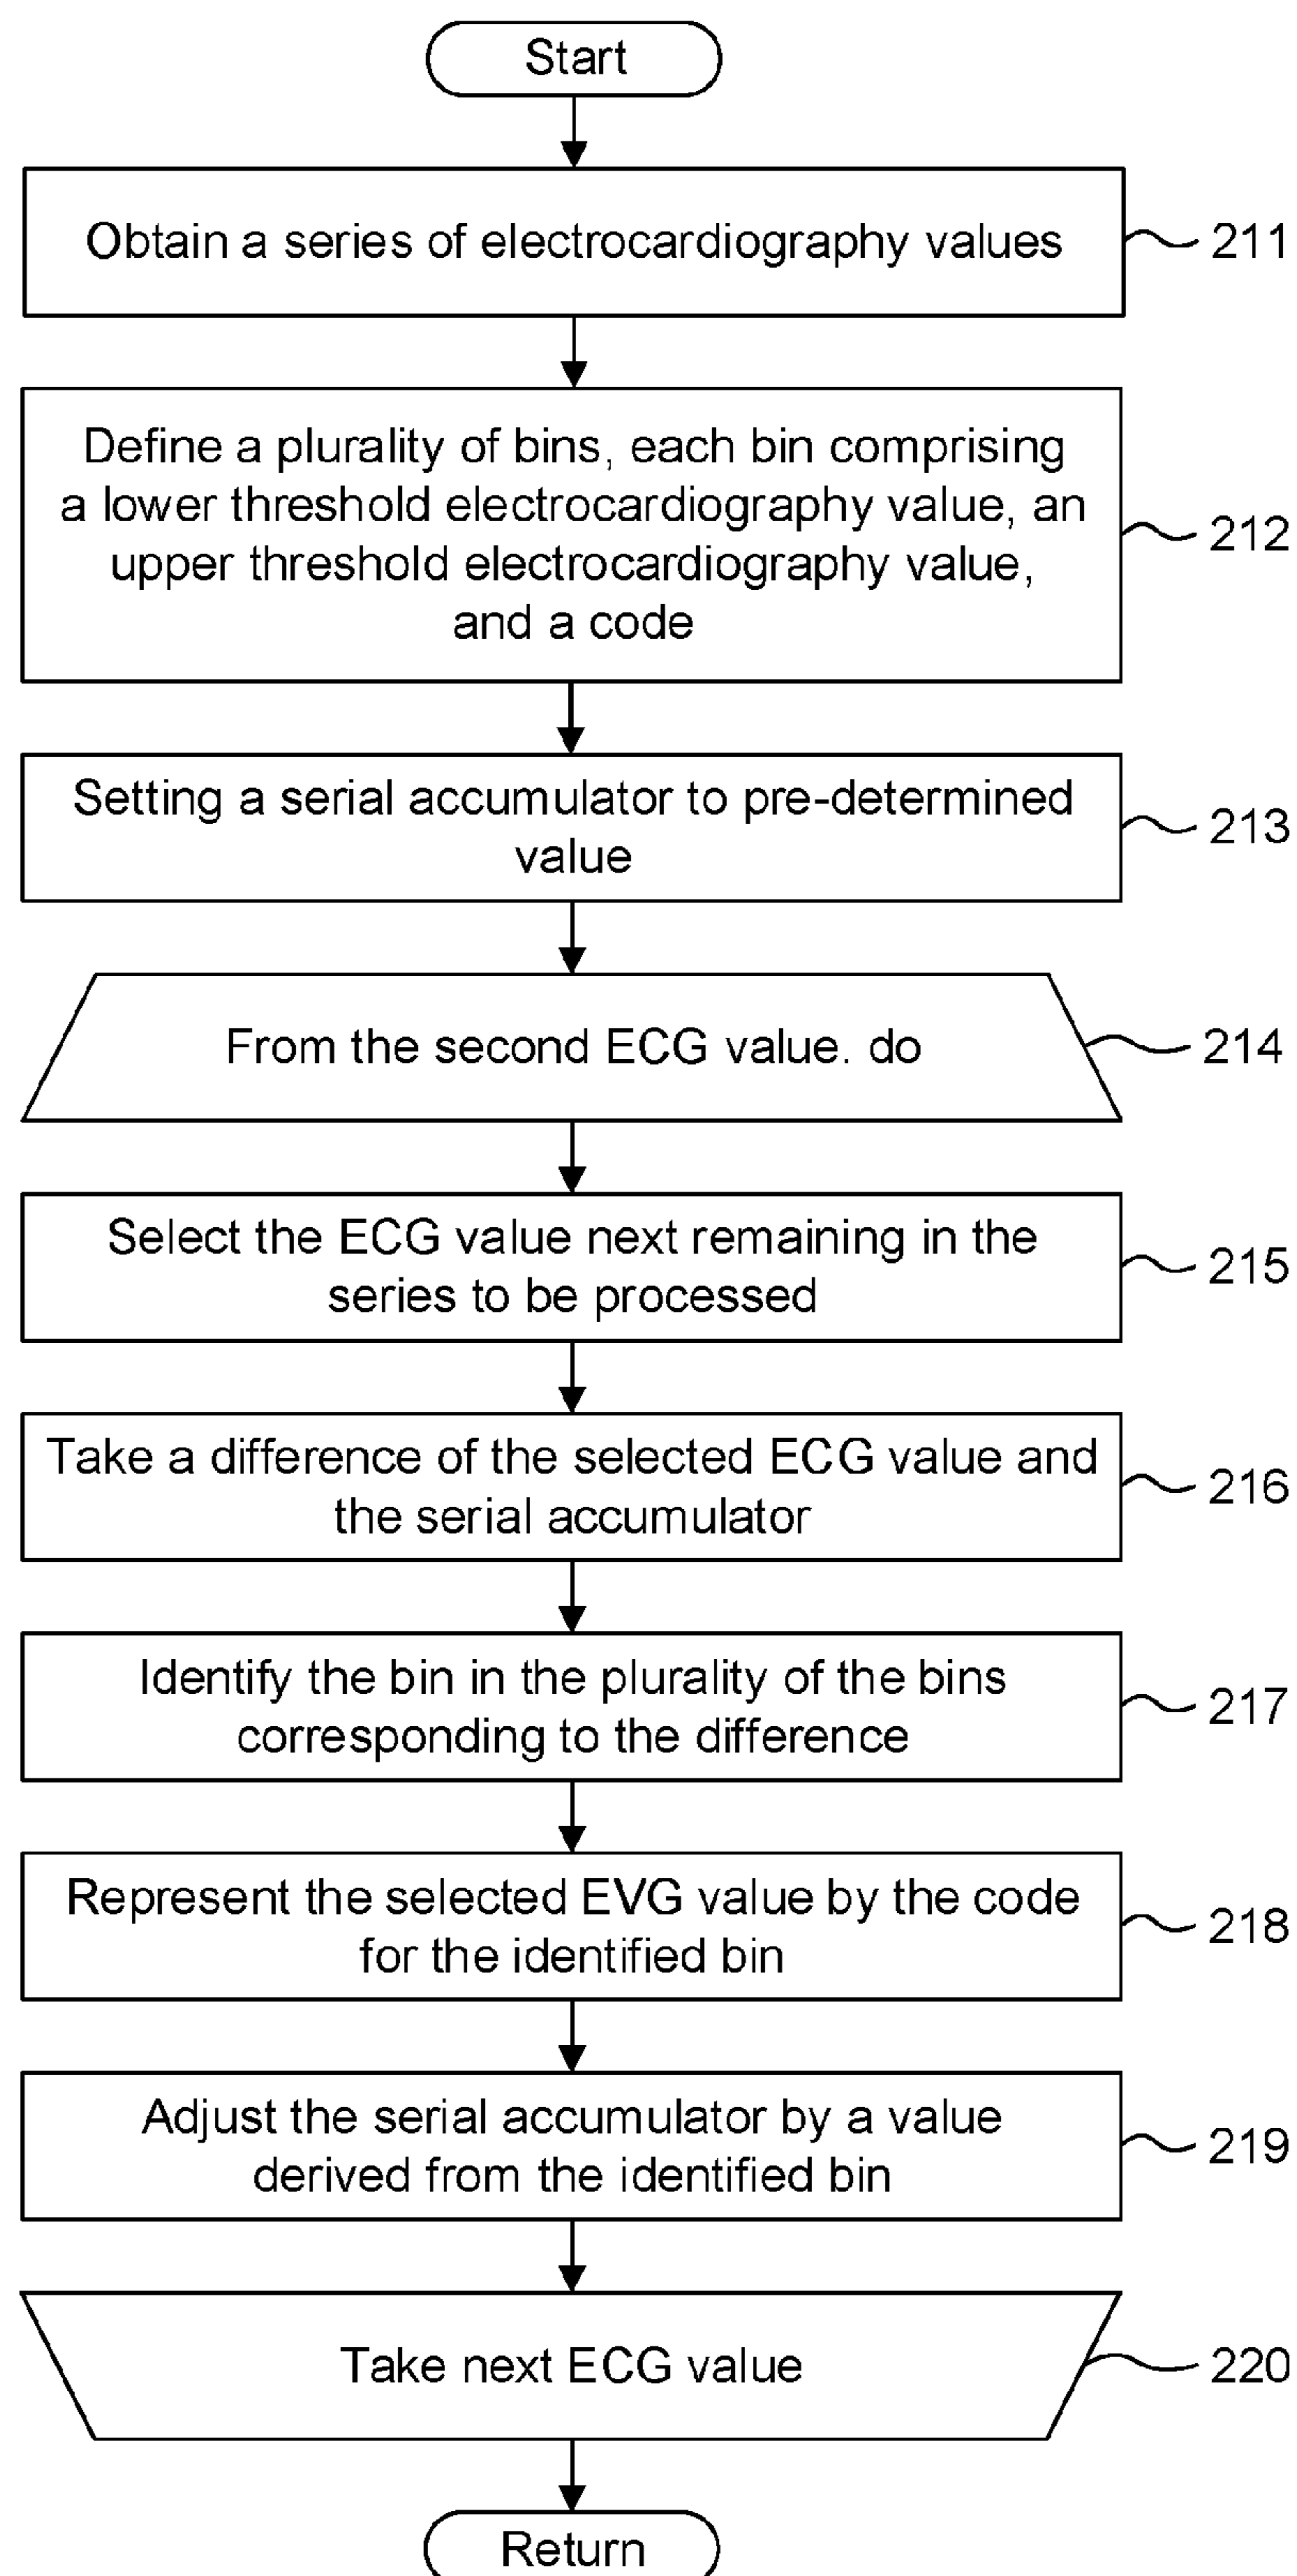 Start
Obtain a series of electrocardiography values
211
Define a plurality of bins, each bin comprising
a lower threshold electrocardiography value, an
upper threshold electrocardiography value,
and a code
212
Setting a serial accumulator to pre-determined
value
213
From the second ECG value. do
214
Select the ECG value next remaining in the
series to be processed
215
Take a difference of the selected ECG value and
the serial accumulator
216
Identify the bin in the plurality of the bins
corresponding to the difference
217
Represent the selected EVG value by the code
for the identified bin
218
Adjust the serial accumulator by a value
derived from the identified bin
219
Take next ECG value
220
Return